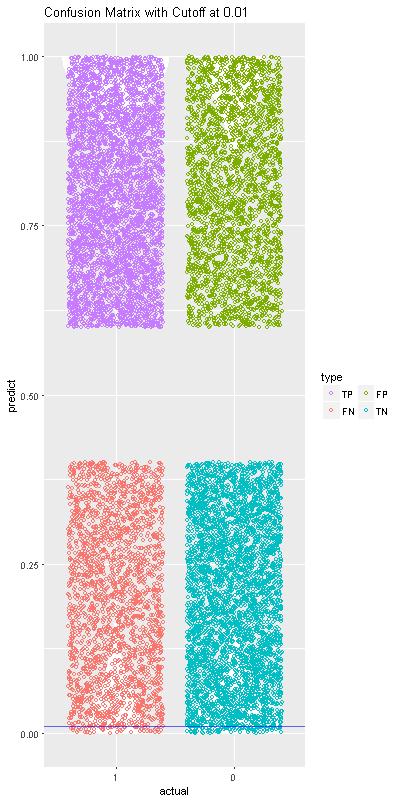 Confusion Matrix with Cutoff at 0.01
1.00
0.75
0.50
0.25
0.00
predict
1 0
actual
type
TP FP
FN TN